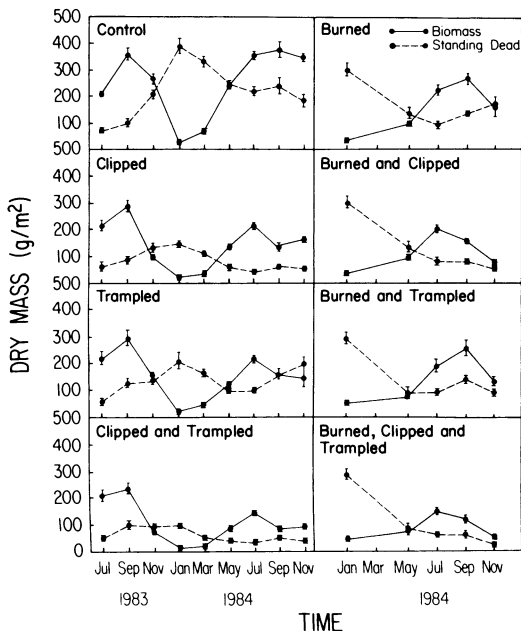 500
400
300
200
100
500
Control
Burned
Biomass
Standing Dead
400
300
200
100
500
Clipped
Burned and Clipped
400
300
200
100
500
Trampled
Burned and Trampled
400
300
200
100
0
Clipped and Trampled
Burned, Clipped and
Trampled
DRY MASS (g/m²)
Jul Sep Nov Jan Mar May Jul Sep Nov
Jan Mar May Jul Sep Nov
1983 1984
1984
TIME